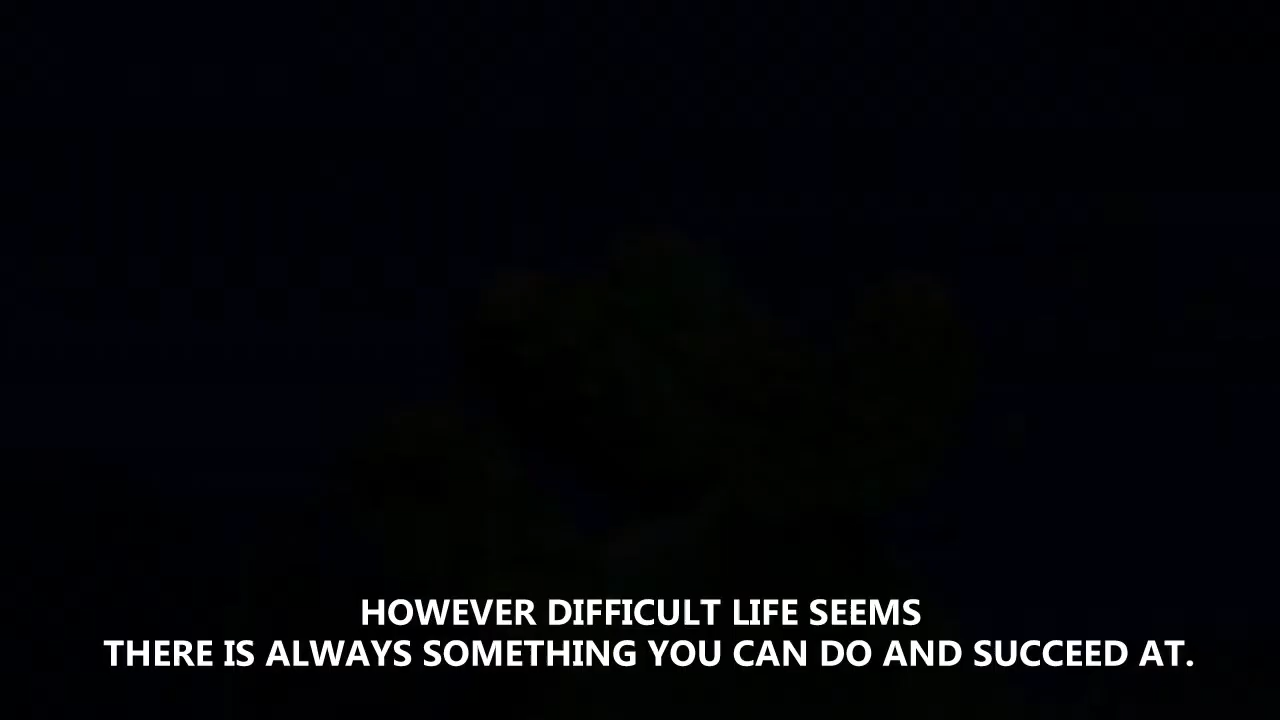 HOWEVER DIFFICULT LIFE SEEMS
THERE IS ALWAYS SOMETHING YOU CAN DO AND SUCCEED AT.